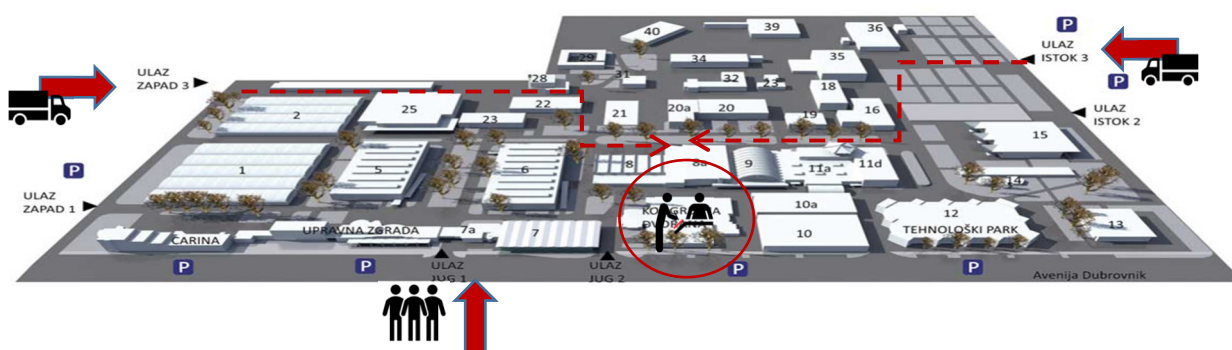 40
39
36
P
ULAZ
ISTOK 3
29
34
35
31
32
23
28
ULAZ
ZAPAD 3
P
25
22
21
20a
20
18
16
19
2
23
ULAZ
ISTOK 2
15
P
1
5
6
8
8a
9
11a
11d
14
ULAZ
ZAPAD 1
10a
12
TEHNOLOŠKI PARK
13
CARINA
UPRAVNA ZGRADA
7a
7
10
P
P
ULAZ
JUG 1
ULAZ
JUG 2
P
P
Avenija Dubrovnik